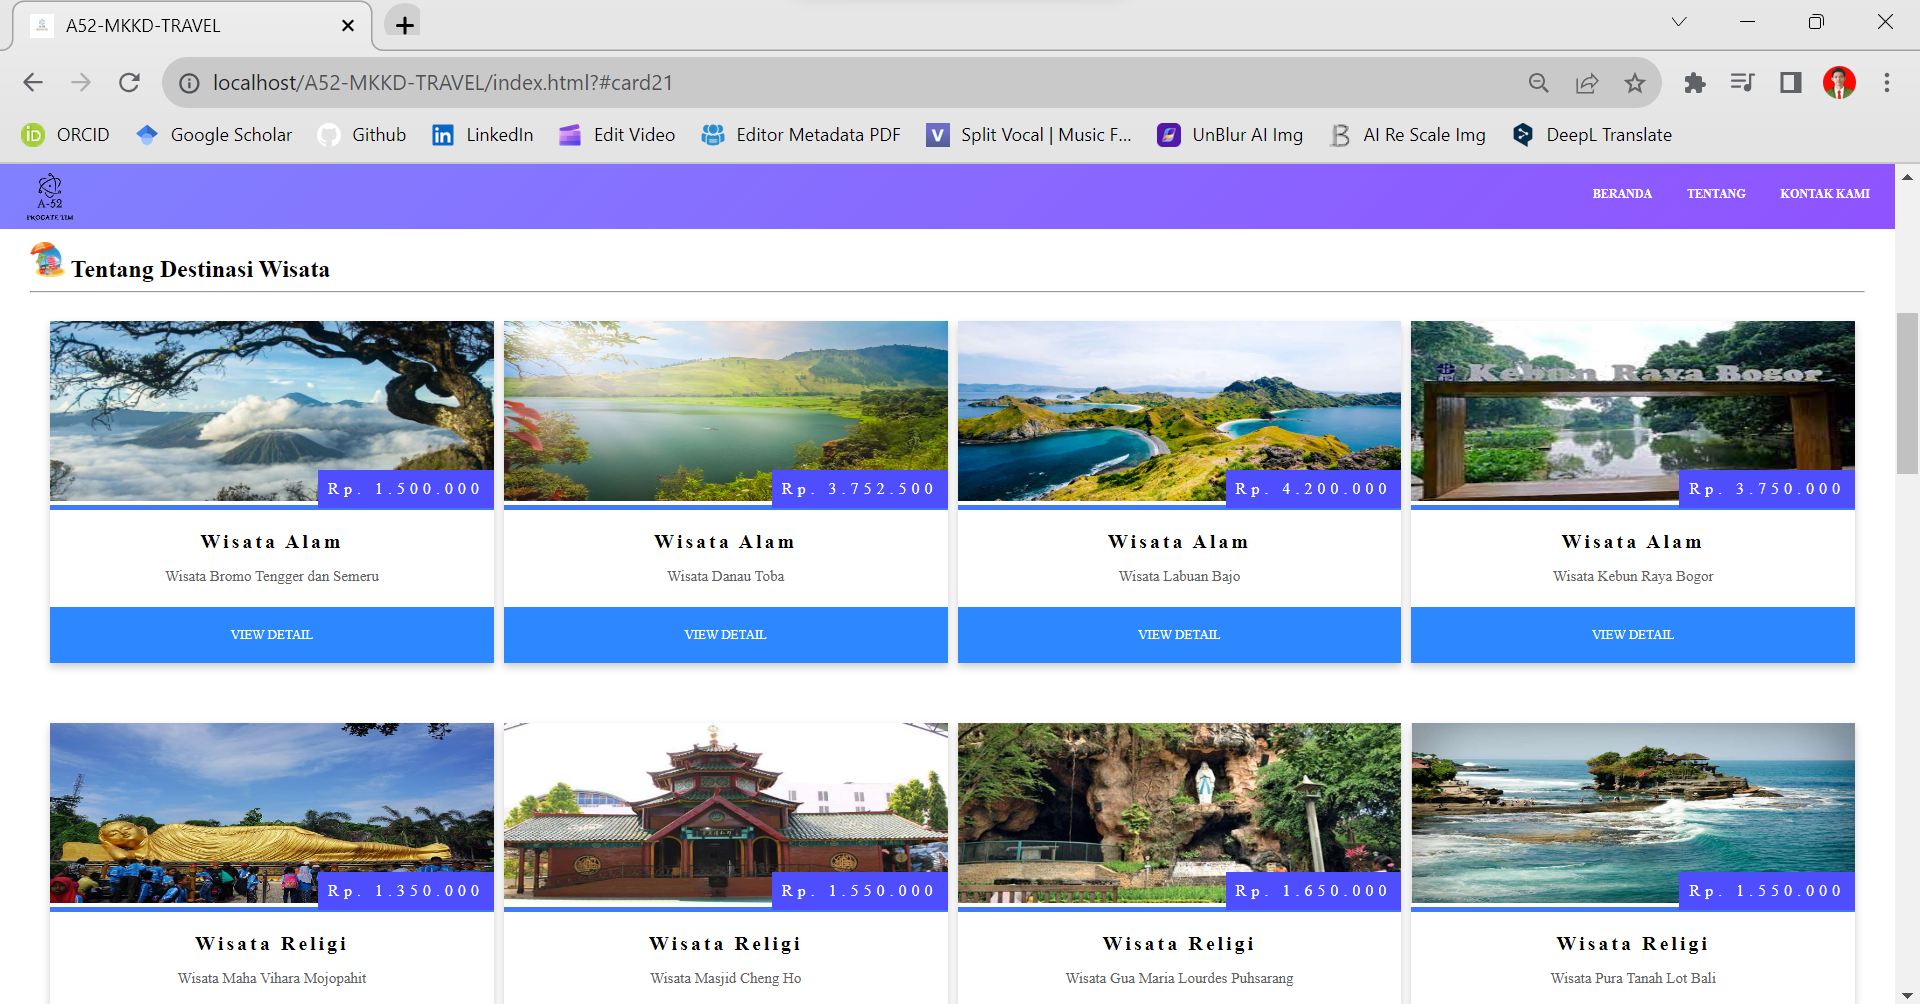 A52-MKKD-TRAVEL
localhost/A52-MKKD-TRAVEL/index.html?#card21
ORCID
Google Scholar
Github
LinkedIn
Edit Video
Editor Metadata PDF
Split Vocal | Music F...
UnBlur AI Img
AI Re Scale Img
DeepL Translate
A-52
PROGATE TIM
BERANDA
TENTANG
KONTAK KAMI
Tentang Destinasi Wisata
Rp. 1.500.000
Wisata Alam
Wisata Bromo Tengger dan Semeru
VIEW DETAIL
Rp. 3.752.500
Wisata Alam
Wisata Danau Toba
VIEW DETAIL
Rp. 4.200.000
Wisata Alam
Wisata Labuan Bajo
VIEW DETAIL
Kebun Raya Bogor
Rp. 3.750.000
Wisata Alam
Wisata Kebun Raya Bogor
VIEW DETAIL
Rp. 1.350.000
Wisata Religi
Wisata Maha Vihara Mojopahit
Rp. 1.550.000
Wisata Religi
Wisata Masjid Cheng Ho
Rp. 1.650.000
Wisata Religi
Wisata Gua Maria Lourdes Puhsarang
Rp. 1.550.000
Wisata Religi
Wisata Pura Tanah Lot Bali